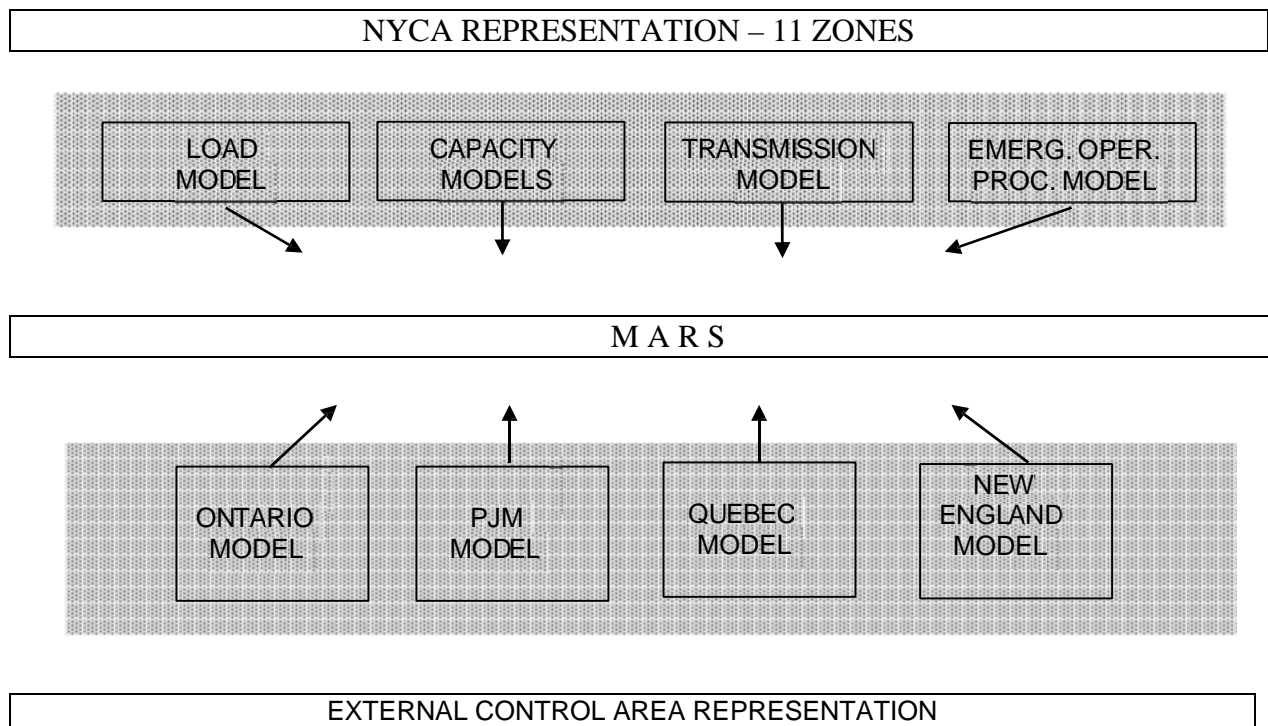 NYCA REPRESENTATION – 11 ZONES
LOAD
MODEL
CAPACITY
MODELS
TRANSMISSION
MODEL
EMERG. OPER.
PROC. MODEL
M A R S
ONTARIO
MODEL
PJM
MODEL
QUEBEC
MODEL
NEW
ENGLAND
MODEL
EXTERNAL CONTROL AREA REPRESENTATION